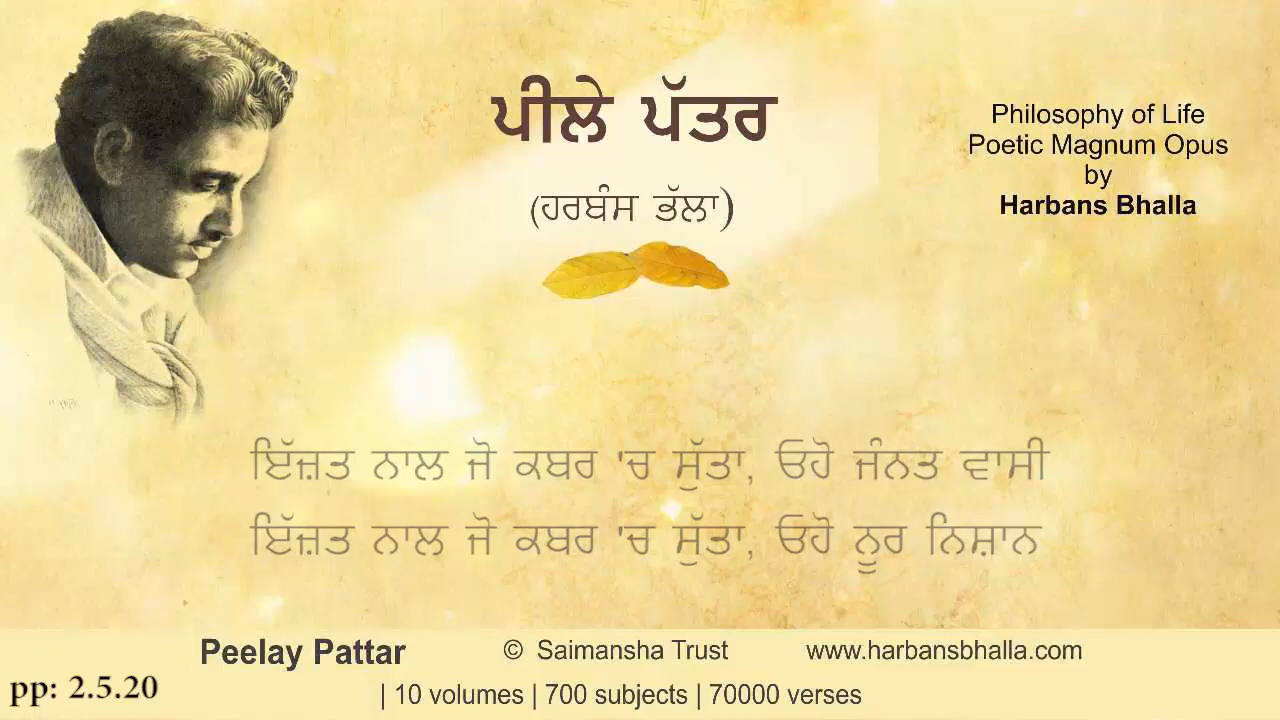 ਪੀਲੇ ਪੱਤਰ
(ਹਰਬੰਸ ਭੱਲਾ)
Philosophy of Life
Poetic Magnum Opus
by
Harbans Bhalla
ਇੱਜ਼ਤ ਨਾਲ ਜੋ ਕਬਰ 'ਚ ਸੁੱਤਾ, ਓਹੋ ਜੰਨਤ ਵਾਸੀ
ਇੱਜ਼ਤ ਨਾਲ ਜੋ ਕਬਰ 'ਚ ਸੁੱਤਾ, ਓਹੋ ਨੂਰ ਨਿਸ਼ਾਨ
Peelay Pattar © Saimansha Trust www.harbansbhalla.com
pp: 2.5.20 | 10 volumes | 700 subjects | 70000 verses